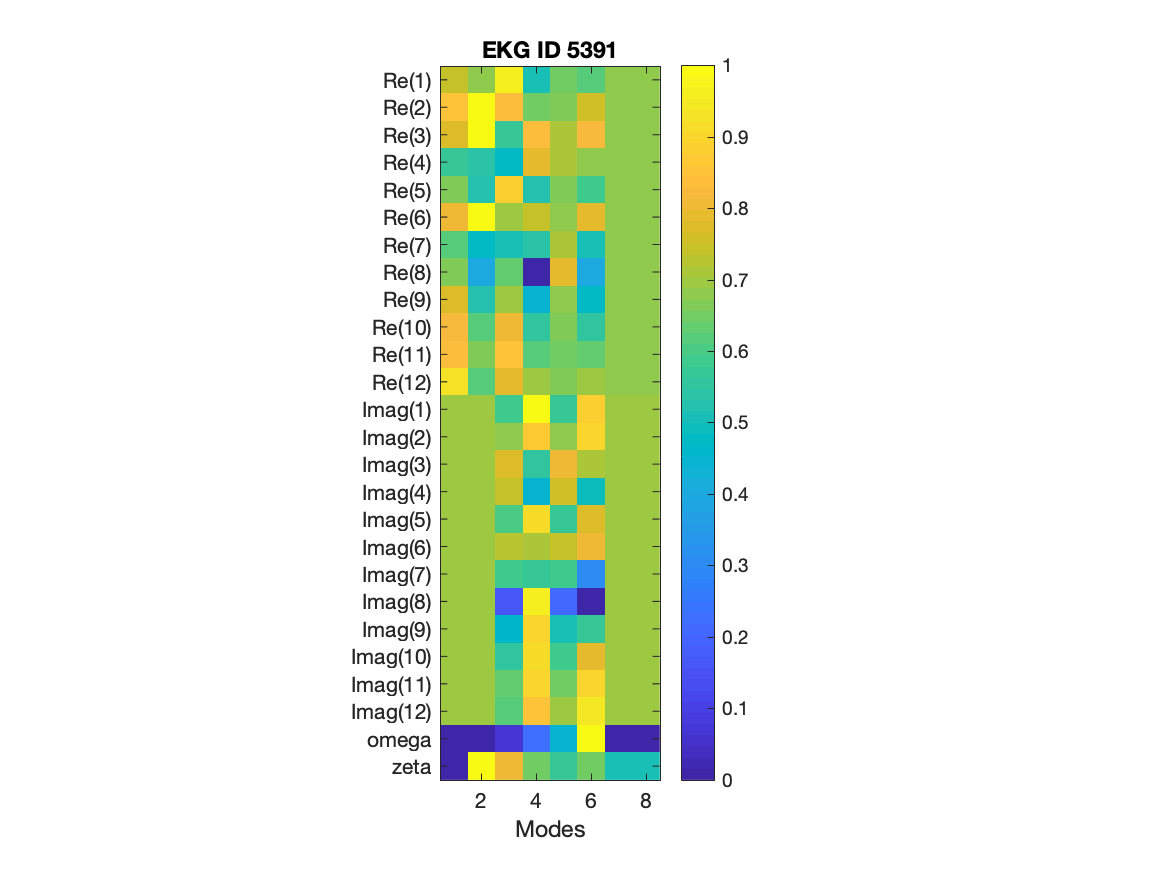 EKG ID 5391
Re(1)
Re(2)
Re(3)
Re(4)
Re(5)
Re(6)
Re(7)
Re(8)
Re(9)
Re(10)
Re(11)
Re(12)
Imag(1)
Imag(2)
Imag(3)
Imag(4)
Imag(5)
Imag(6)
Imag(7)
Imag(8)
Imag(9)
Imag(10)
Imag(11)
Imag(12)
omega
zeta
2 4 6 8
Modes
1
0.9
0.8
0.7
0.6
0.5
0.4
0.3
0.2
0.1
0